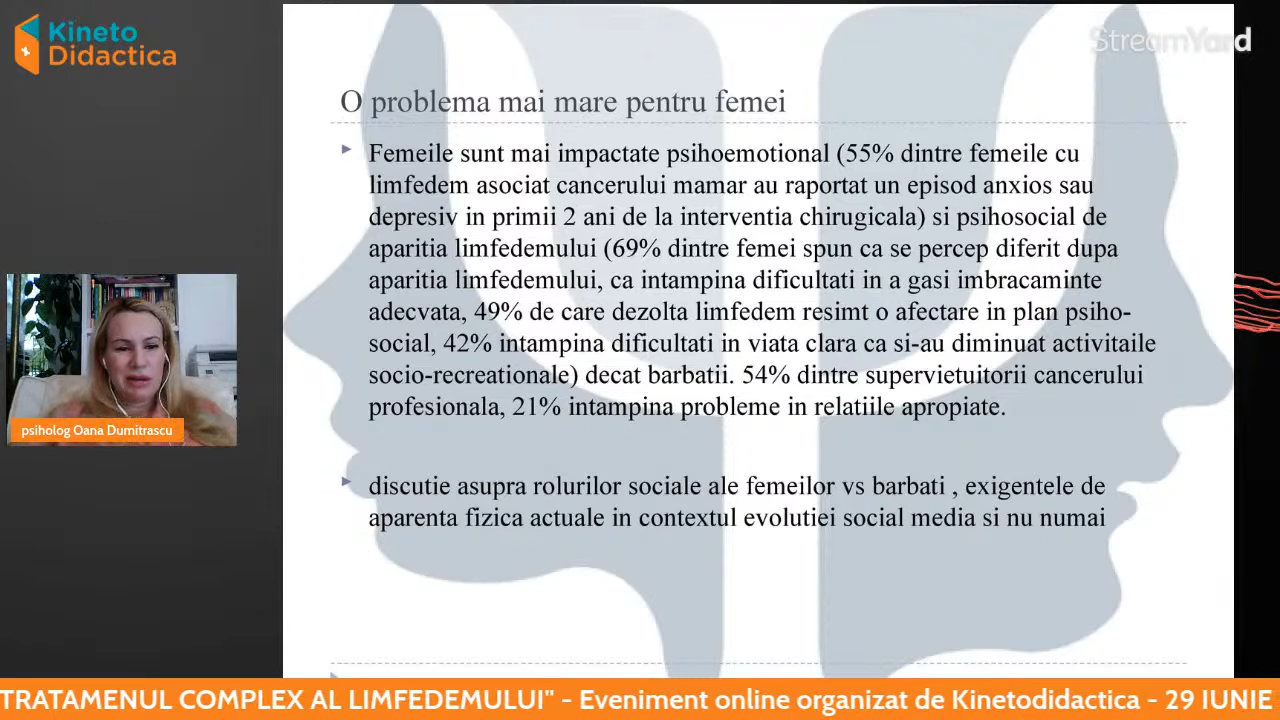 Kineto
Didactica
StreamYard
O problema mai mare pentru femei
Femeile sunt mai impactate psihoemotional (55% dintre femeile cu
limfedem asociat cancerului mamar au raportat un episod anxios sau
depresiv in primii 2 ani de la interventia chirugicala) si psihosocial de
aparitia limfedemului (69% dintre femei spun ca se percep diferit dupa
aparitia limfedemului, ca intampina dificultati in a gasi imbracaminte
adecvata, 49% de care dezolta limfedem resimt o afectare in plan psiho-
social, 42% intampina dificultati in viata clara ca si-au diminuat activitaile
socio-recreationale) decat barbatii. 54% dintre supervietuitorii cancerului
profesionala, 21% intampina probleme in relatiile apropiate.
discutie asupra rolurilor sociale ale femeilor vs barbati , exigentele de
aparenta fizica actuale in contextul evolutiei social media si nu numai
psiholog Oana Dumitrascu
TRATAMENUL COMPLEX AL LIMFEDEMULUI" - Eveniment online organizat de Kinetodidactica - 29 IUNIE